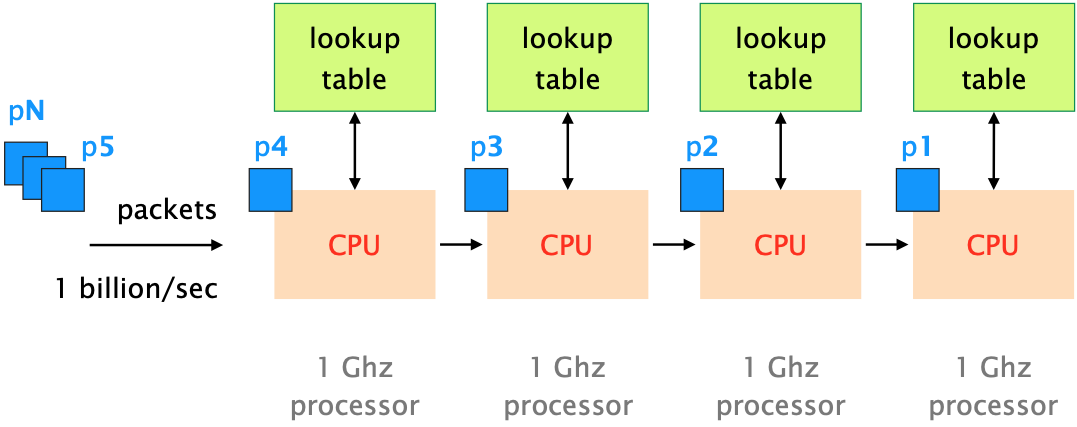 lookup
table
lookup
table
lookup
table
lookup
table
pN
p5
p4
p3
p2
p1
packets
1 billion/sec
CPU
CPU
CPU
CPU
1 Ghz
processor
1 Ghz
processor
1 Ghz
processor
1 Ghz
processor